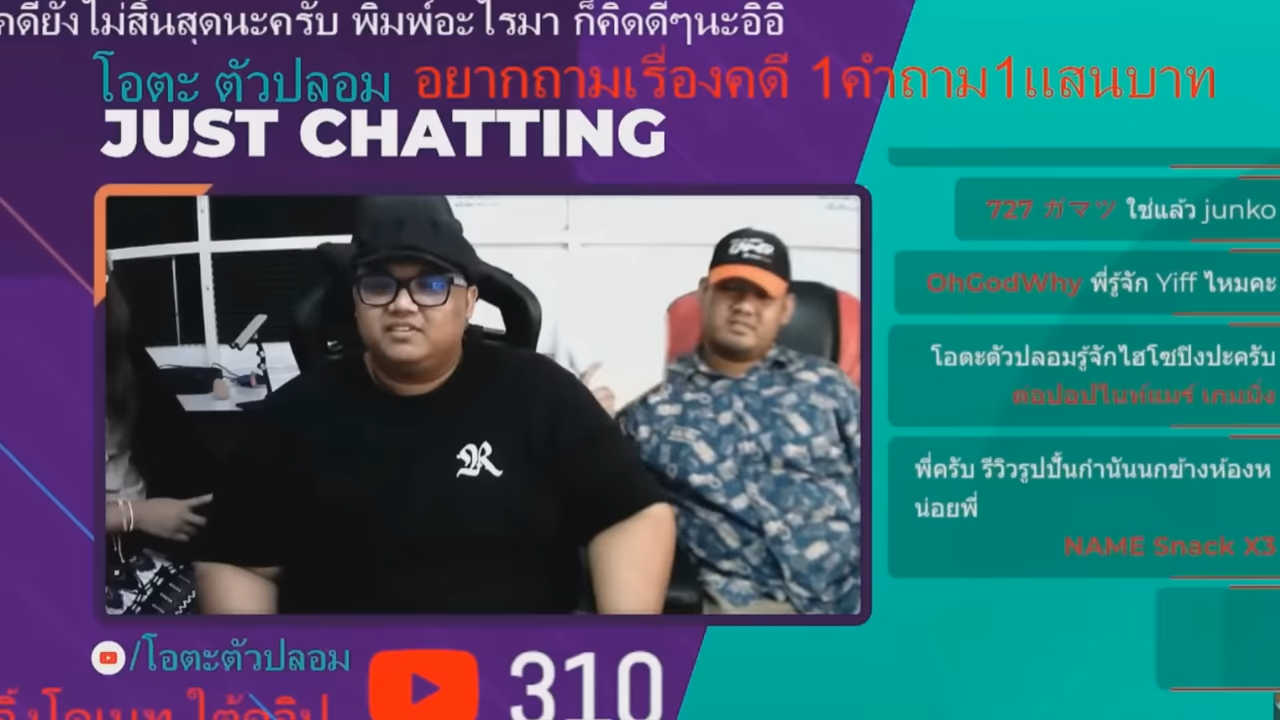 คดียังไม่สิ้นสุดนะครับ พิมพ์อะไรมา ก็คิดดีๆนะอิอิ
โอตะ ตัวปลอม อยากถามเรื่องคดี 1คำถาม1แสนบาท
JUST CHATTING
727 ガマツ ใช่แล้ว junko
OhGodWhy พี่รู้จัก Yiff ไหมคะ
โอตะตัวปลอมรู้จักไฮโซปิงปะครับ
พี่ครับ รีวิวรูปปั้นกำนันนกข้างห้องห
น่อยพี่
NAME Snack X3
/โอตะตัวปลอม
310